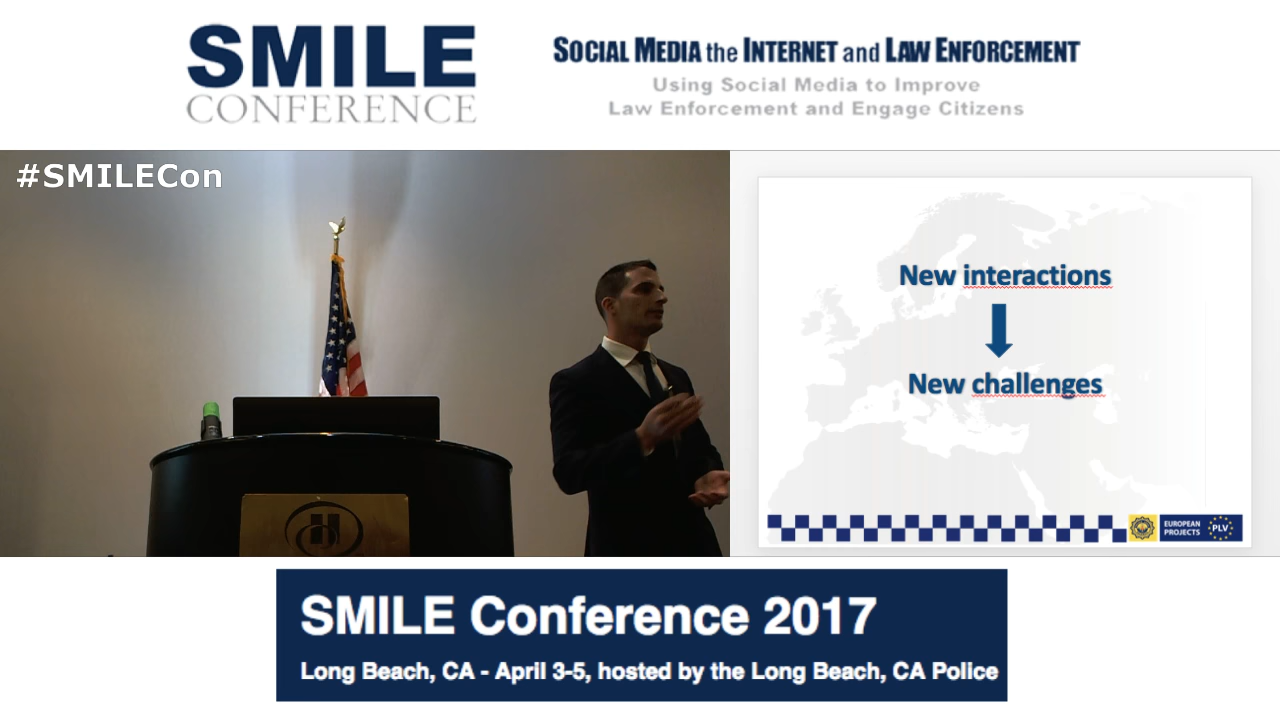 SMILE
CONFERENCE
SOCIAL MEDIA the INTERNET and LAW ENFORCEMENT
Using Social Media to Improve
Law Enforcement and Engage Citizens
#SMILECon
New interactions
New challenges
EUROPEAN
PROJECTS
PLV
SMILE Conference 2017
Long Beach, CA - April 3-5, hosted by the Long Beach, CA Police